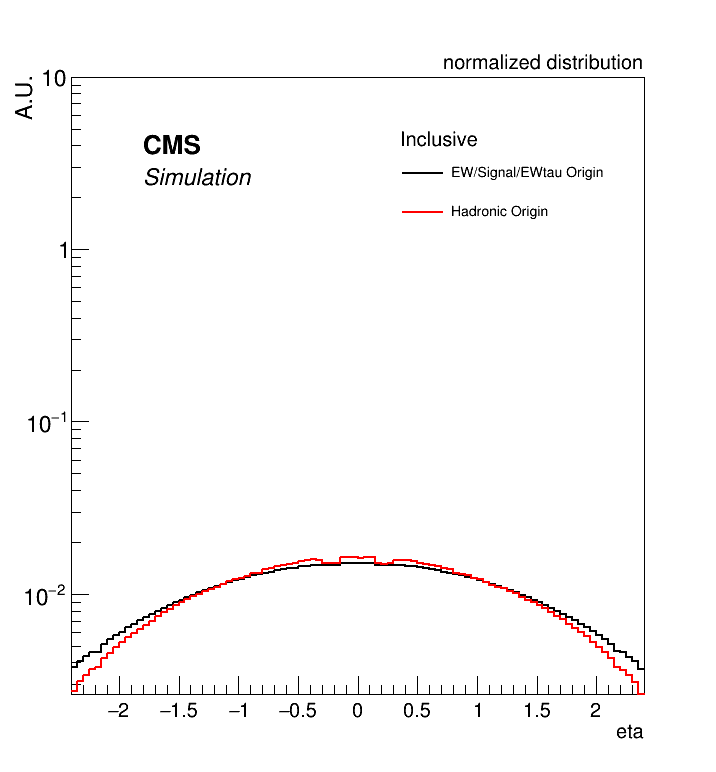 normalized distribution
A.U.
10
CMS
Simulation
Inclusive
EW/Signal/EWtau Origin
Hadronic Origin
1
10−1
10−2
−2 −1.5 −1 −0.5 0 0.5 1 1.5 2
eta